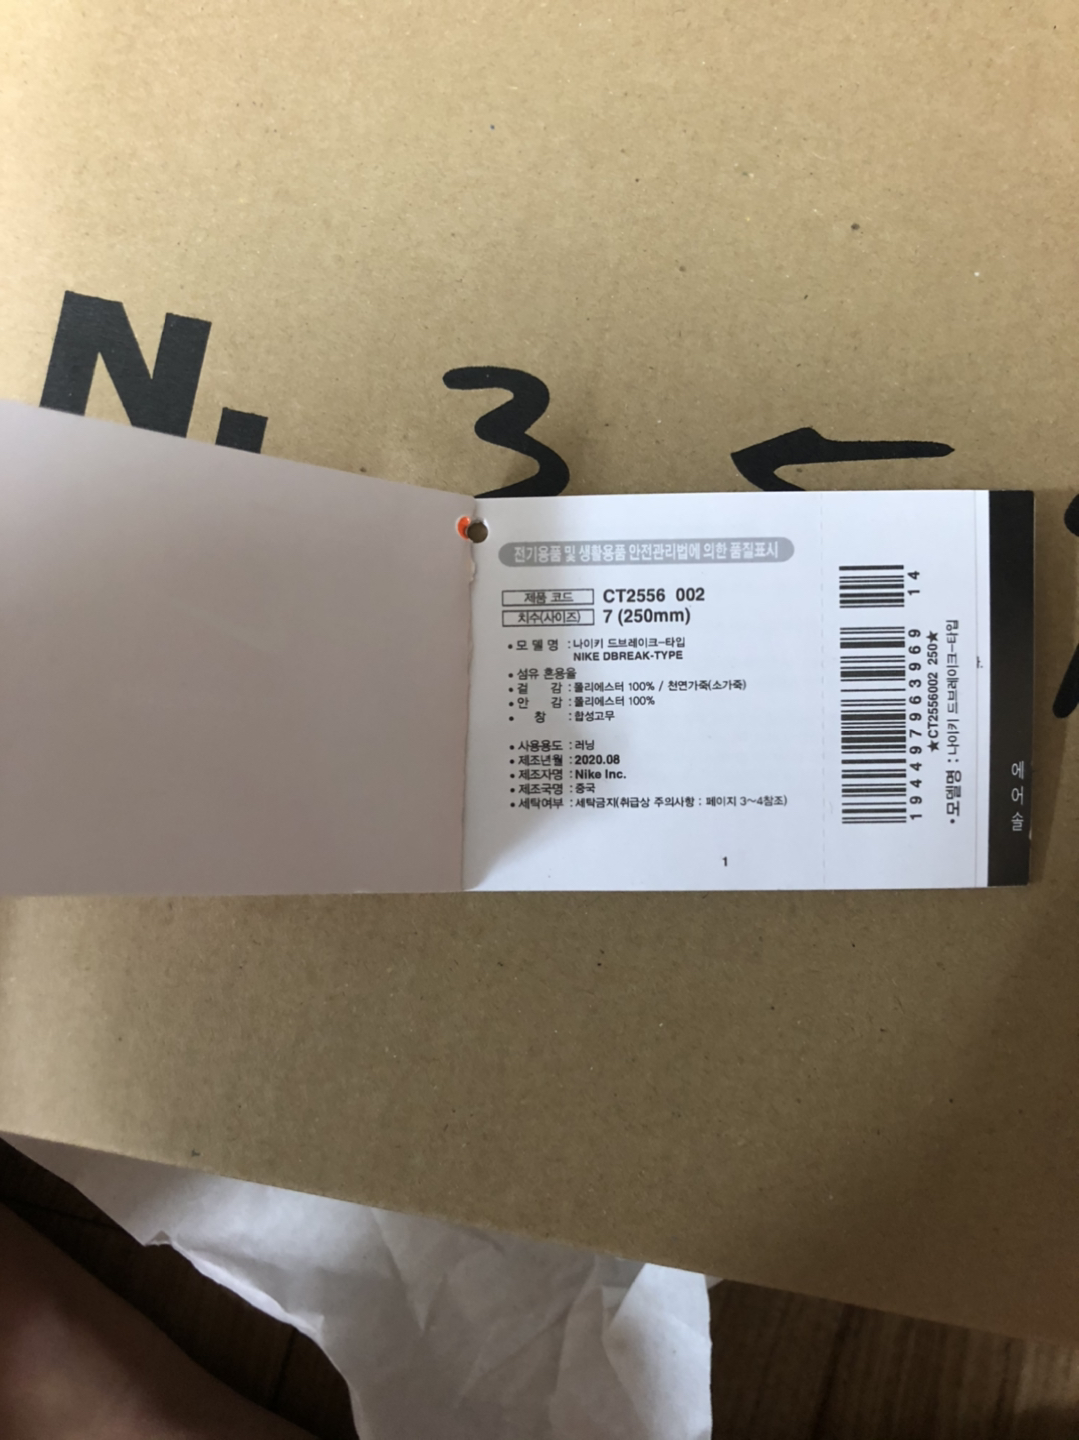 N.
3 ←
전기용품 및 생활용품 안전관리법에 의한 품질표시
제품 코드 CT2556 002
치수(사이즈) 7 (250mm)
• 모 델 명 : 나이키 드브레이크-타입
NIKE DBREAK-TYPE
• 섬유 혼용율
• 겉 감 : 폴리에스터 100% / 천연가죽(소가죽)
• 안 감 : 폴리에스터 100%
• 창 : 합성고무
• 사용용도 : 러닝
• 제조년월 : 2020.08
• 제조자명 : Nike Inc.
• 제조국명 : 중국
• 세탁여부 : 세탁금지(취급상 주의사항 : 페이지 3~4참조)
1
194497963969 14
★CT2556002 250★
• 모델명 : 나이키 드브레이크-타입
에어솔